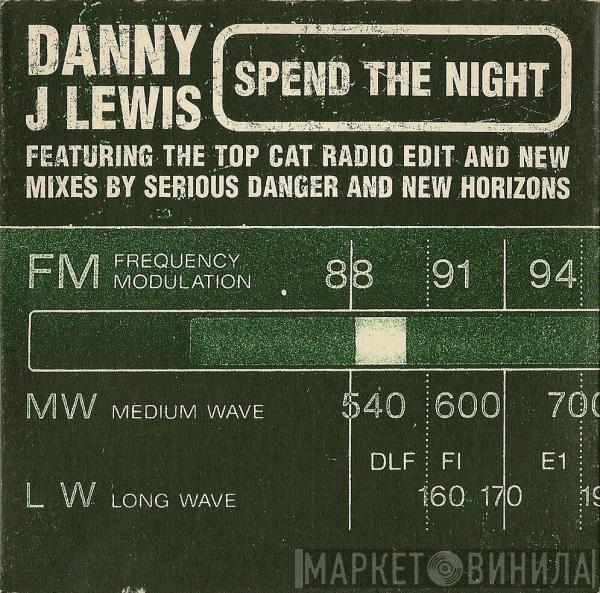 DANNY
J LEWIS
SPEND THE NIGHT
FEATURING THE TOP CAT RADIO EDIT AND NEW
MIXES BY SERIOUS DANGER AND NEW HORIZONS
FM FREQUENCY MODULATION 88 91 94
MW MEDIUM WAVE 540 600 700
DLF FI E1
LW LONG WAVE 160 170 19
МАРКЕТ ВИНИЛА